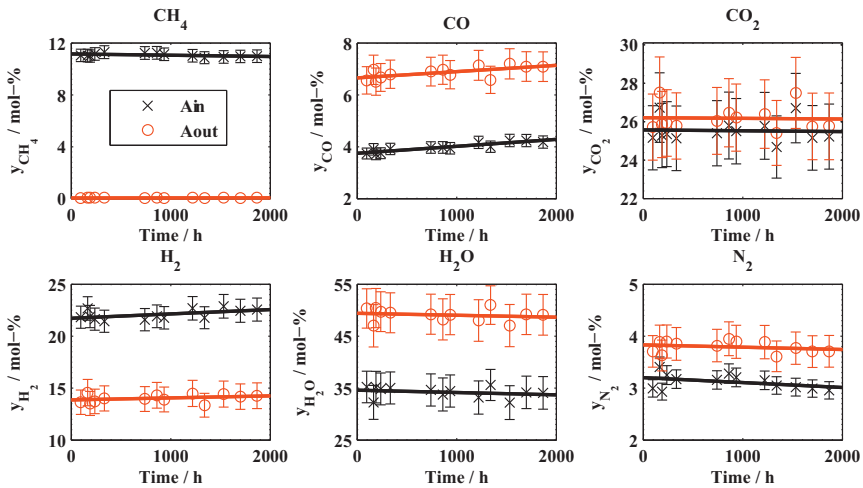 CH4 CO CO2
yCH4 / mol−%
12
8
4
0
0 1000 2000
Time / h
Ain
Aout
yCO / mol−%
8
6
4
2
0 1000 2000
Time / h
yCO2 / mol−%
30
28
26
24
22
0 1000 2000
Time / h
H2 H2O N2
yH2 / mol−%
25
20
15
10
0 1000 2000
Time / h
yH2O / mol−%
55
45
35
25
0 1000 2000
Time / h
yN2 / mol−%
5
4
3
2
0 1000 2000
Time / h